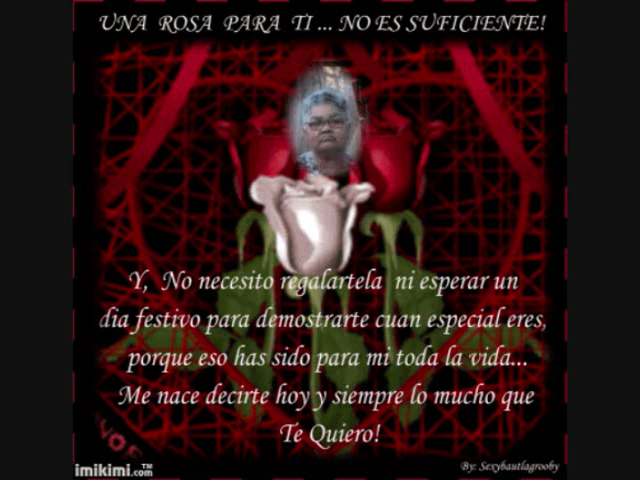 UNA ROSA PARA TI ... NO ES SUFICIENTE!
Y, No necesito regalartela ni esperar un
dia festivo para demostrarte cuan especial eres,
porque eso has sido para mi toda la vida...
Me nace decirte hoy y siempre lo mucho que
Te Quiero!
imikimi.com™
By: Sexybautlagrooby